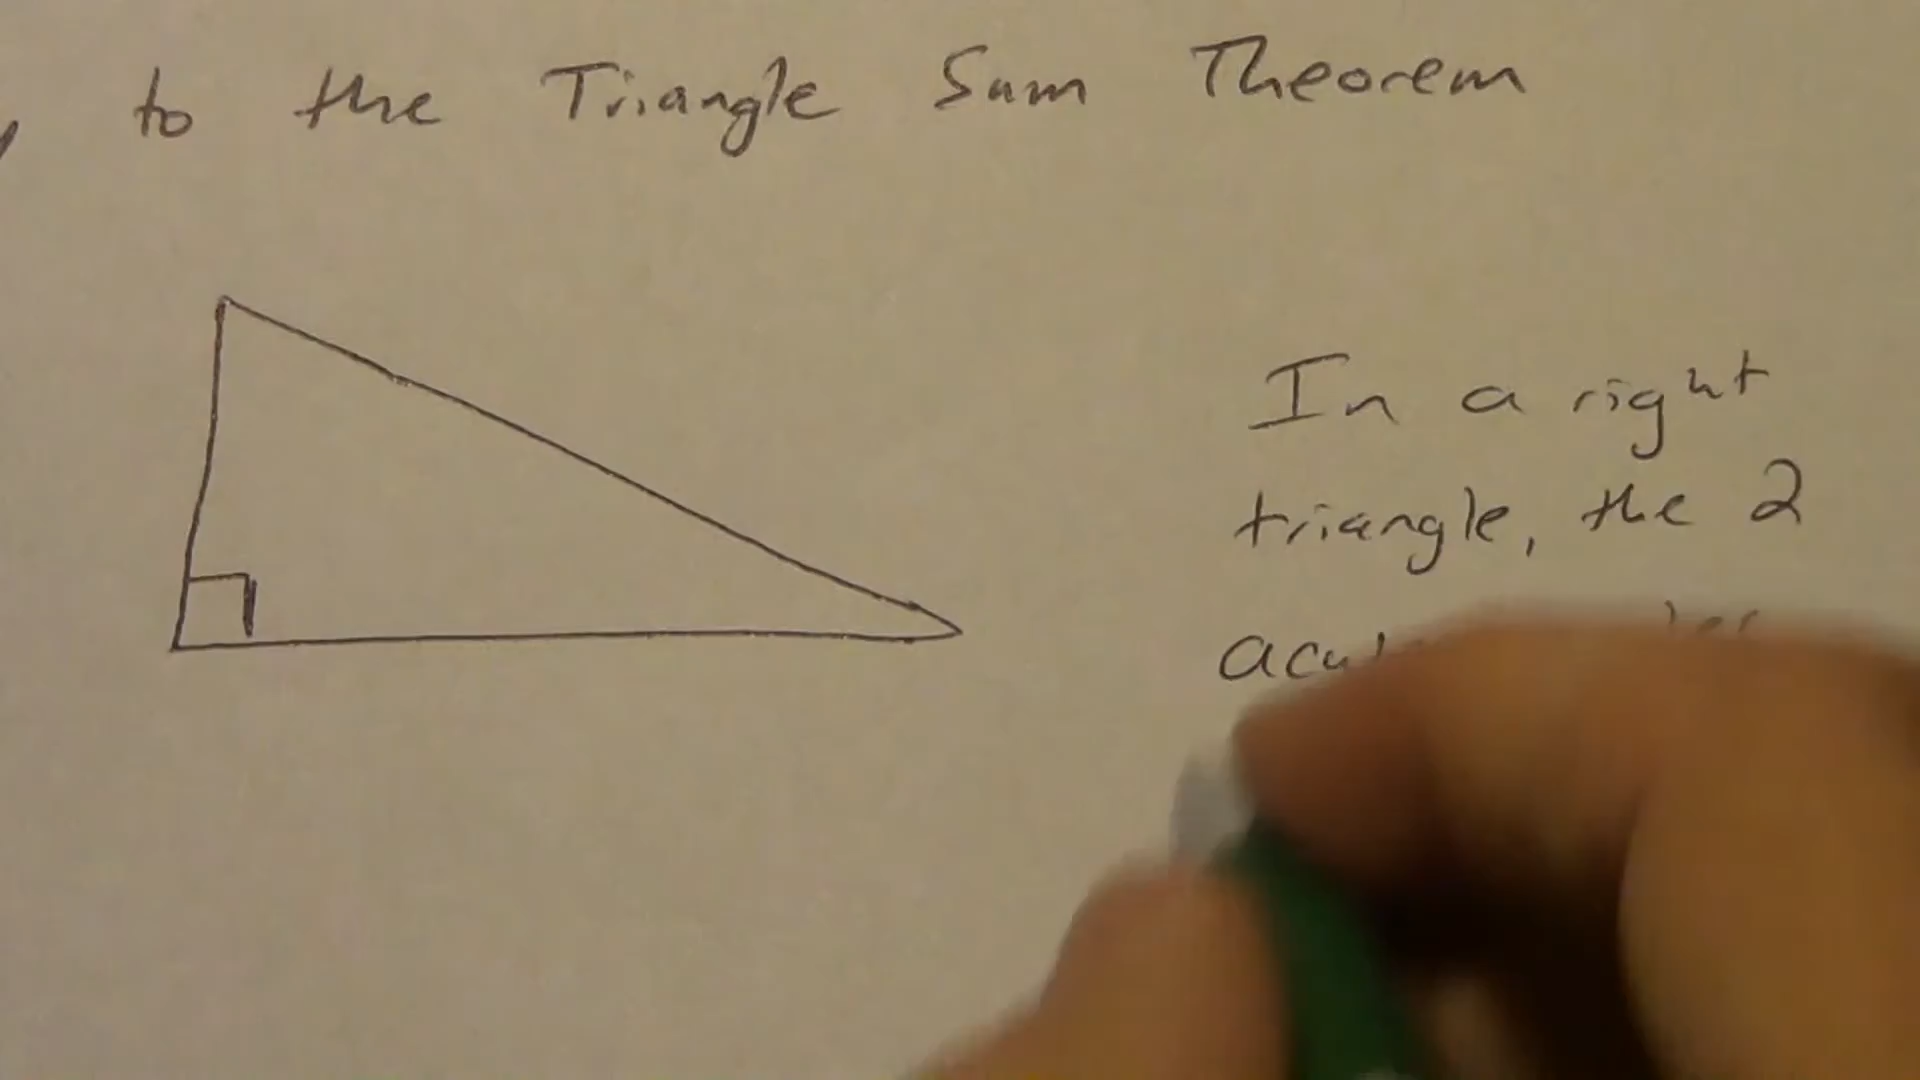 to the Triangle Sum Theorem
In a right
triangle, the 2